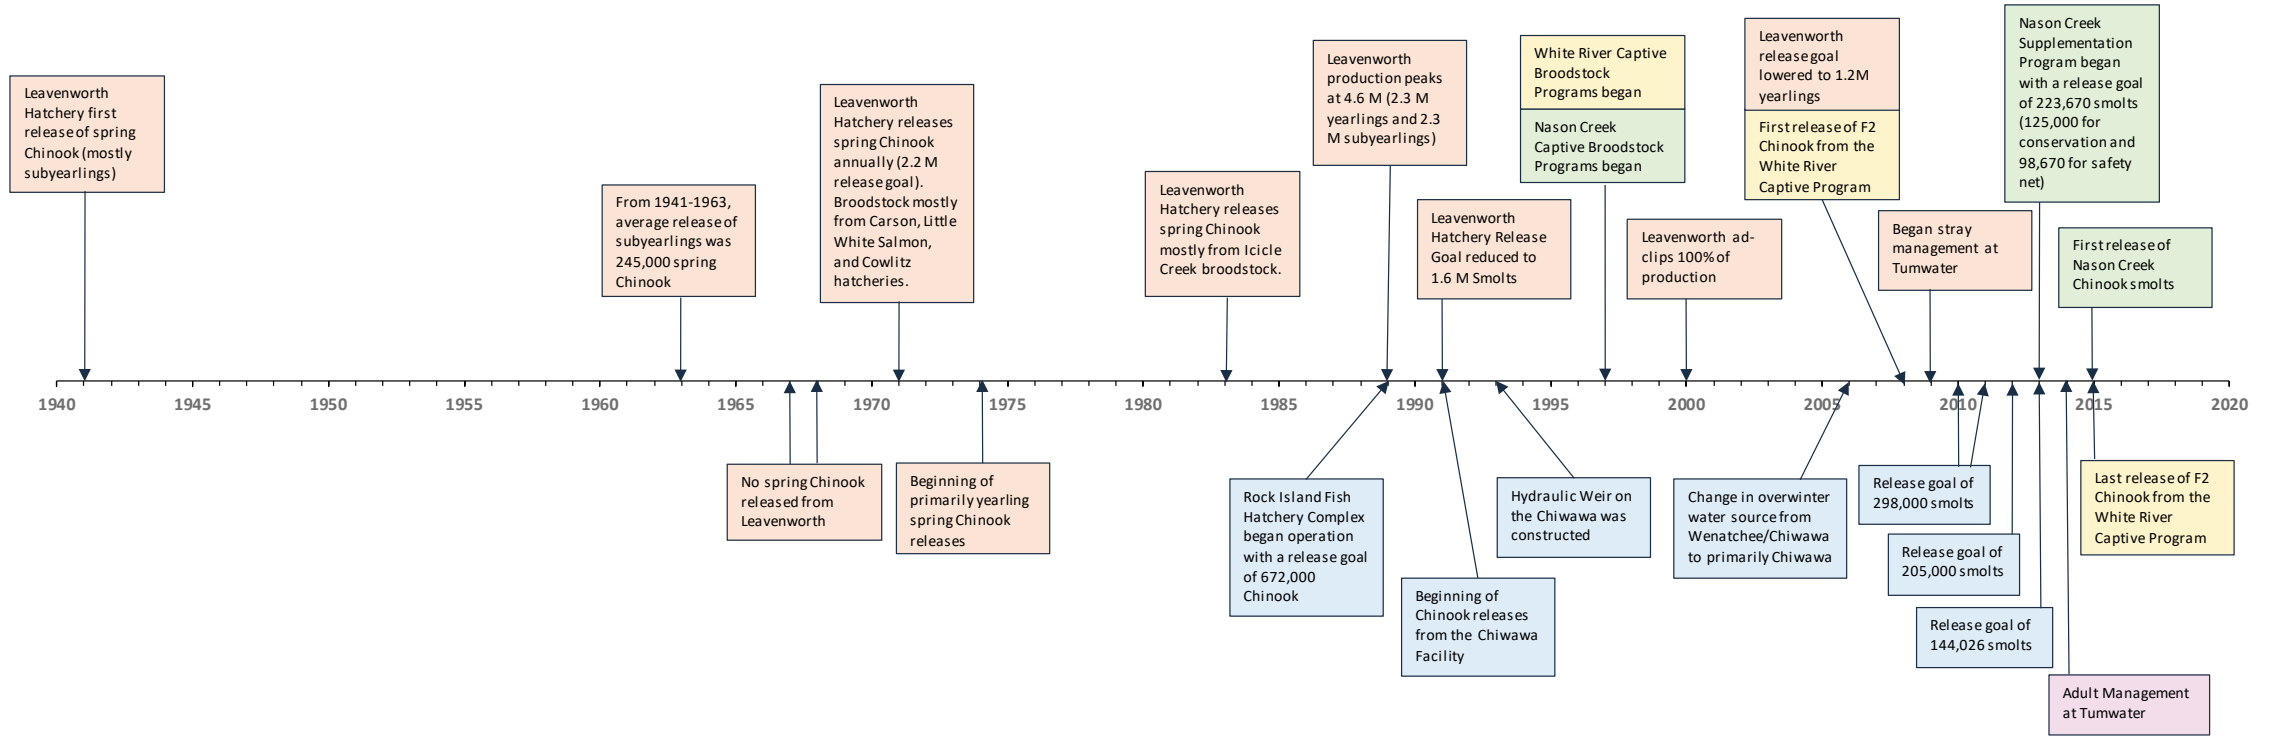 Leavenworth
Hatchery first
release of spring
Chinook (mostly
subyearlings)
From 1941-1963,
average release of
subyearlings was
245,000 spring
Chinook
Leavenworth
Hatchery releases
spring Chinook
annually (2.2 M
release goal).
Broodstock mostly
from Carson, Little
White Salmon,
and Cowlitz
hatcheries.
Leavenworth
Hatchery releases
spring Chinook
mostly from Icicle
Creek broodstock.
Leavenworth
production peaks
at 4.6 M (2.3 M
yearlings and 2.3
M subyearlings)
Leavenworth
Hatchery Release
Goal reduced to
1.6 M Smolts
White River Captive
Broodstock
Programs began
Nason Creek
Captive Broodstock
Programs began
Leavenworth ad-
clips 100% of
production
Leavenworth
release goal
lowered to 1.2M
yearlings
First release of F2
Chinook from the
White River
Captive Program
Began stray
management at
Tumwater
Nason Creek
Supplementation
Program began
with a release goal
of 223,670 smolts
(125,000 for
conservation and
98,670 for safety
net)
First release of
Nason Creek
Chinook smolts
1940 1945 1950 1955 1960 1965 1970 1975 1980 1985 1990 1995 2000 2005 2010 2015 2020
No spring Chinook
released from
Leavenworth
Beginning of
primarily yearling
spring Chinook
releases
Rock Island Fish
Hatchery Complex
began operation
with a release goal
of 672,000
Chinook
Beginning of
Chinook releases
from the Chiwawa
Facility
Hydraulic Weir on
the Chiwawa was
constructed
Change in overwinter
water source from
Wenatchee/Chiwawa
to primarily Chiwawa
Release goal of
298,000 smolts
Release goal of
205,000 smolts
Release goal of
144,026 smolts
Adult Management
at Tumwater
Last release of F2
Chinook from the
White River
Captive Program